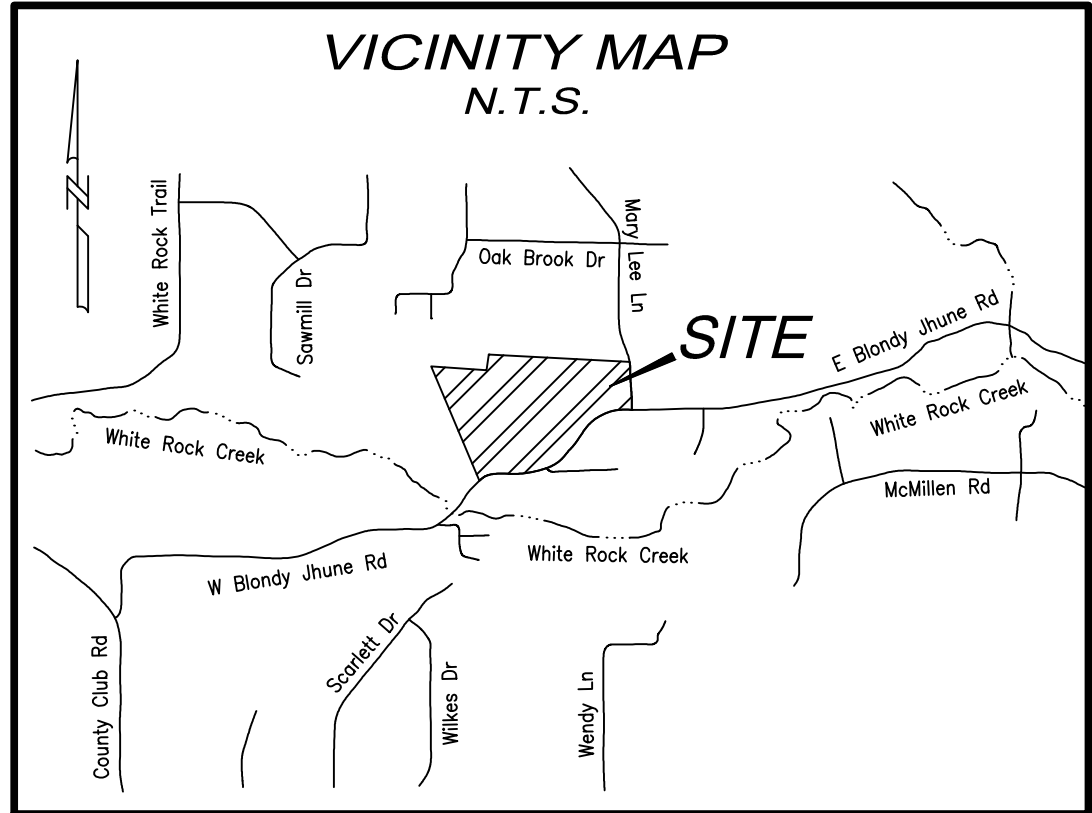 VICINITY MAP
N.T.S.
N
White Rock Trail
Sawmill Dr
Oak Brook Dr
Mary Lee Ln
SITE
E Blondy Jhune Rd
White Rock Creek
White Rock Creek
McMillen Rd
White Rock Creek
W Blondy Jhune Rd
County Club Rd
Scarlett Dr
Wilkes Dr
Wendy Ln